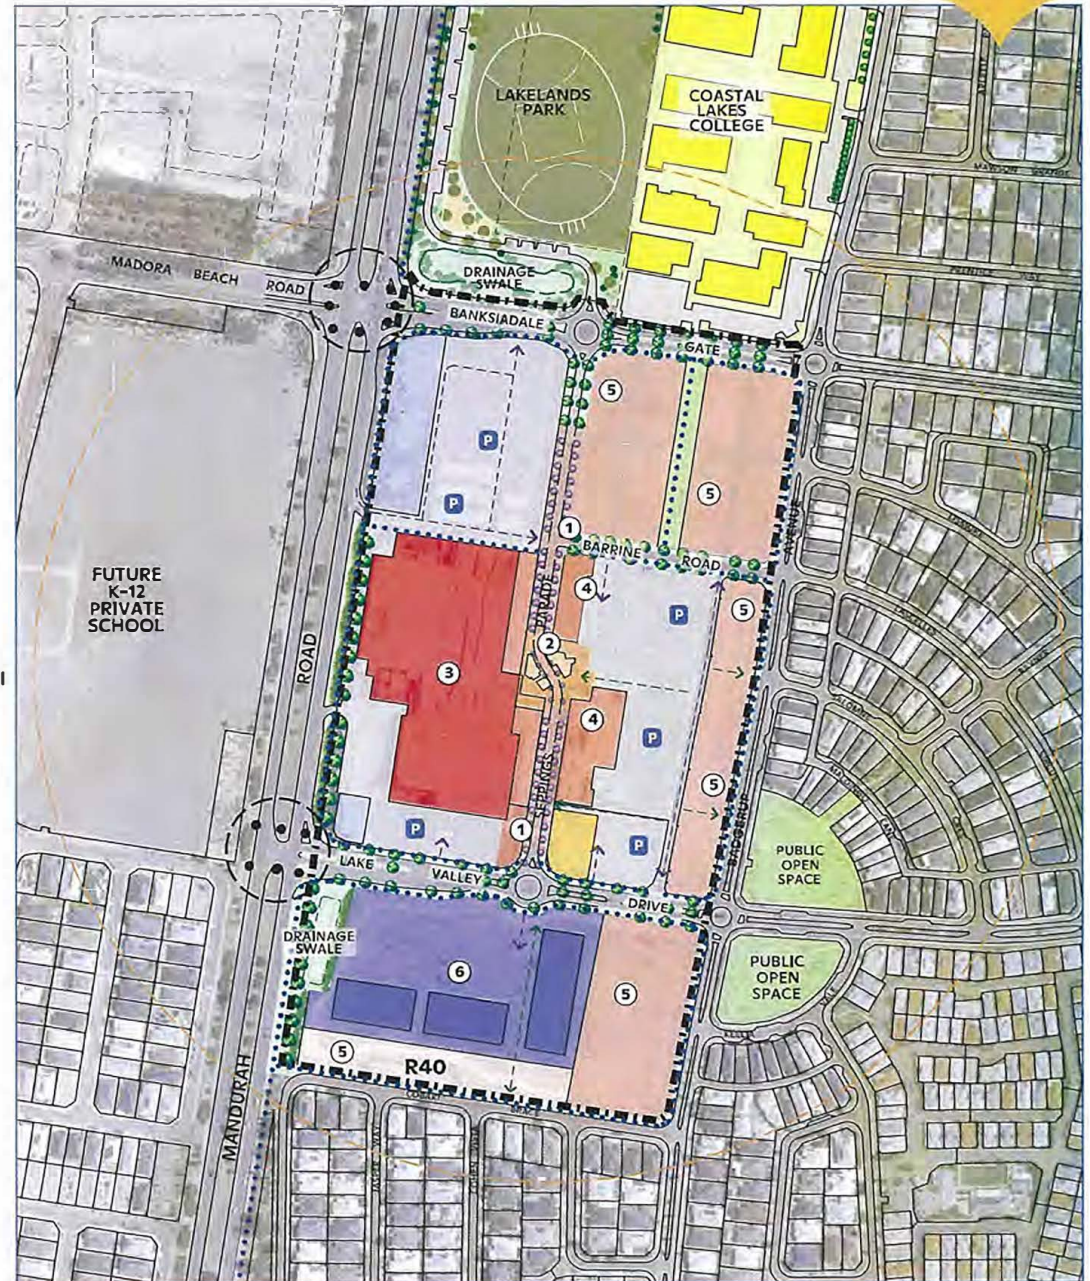 LAKELANDS
PARK
COASTAL
LAKES
COLLEGE
MADORA BEACH ROAD
DRAINAGE
SWALE
BANKSIADALE
GATE
5
P
5
P
1
BARRINE
ROAD
AVENUE
FUTURE
K-12
PRIVATE
SCHOOL
4
PARADE
P
5
2
ROAD
3
4
P
SEPPINGS
5
BADGERUP
1
P
P
LAKE
VALLEY
DRIVE
PUBLIC
OPEN
SPACE
DRAINAGE
SWALE
6
5
PUBLIC
OPEN
SPACE
5
R40
MANDURAH